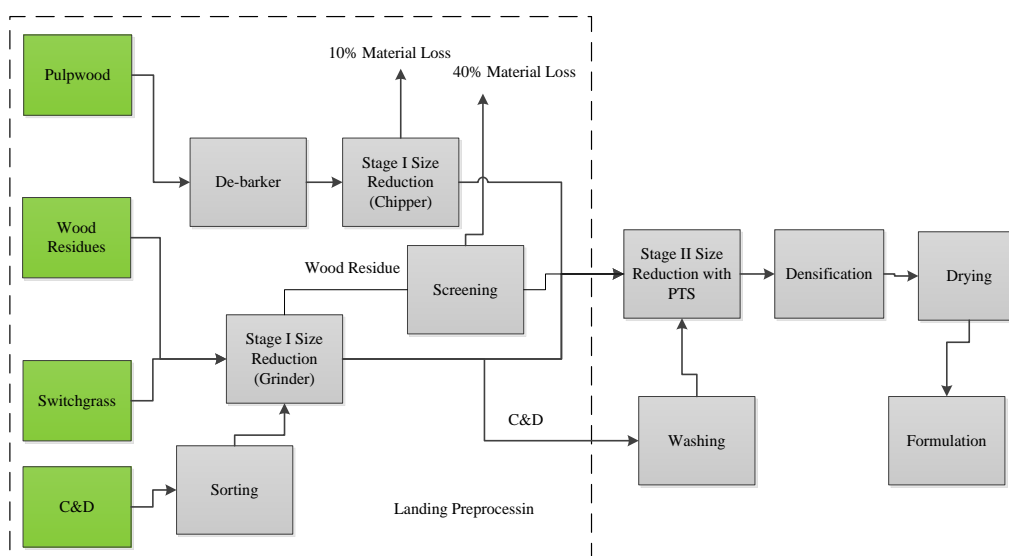 10% Material Loss
40% Material Loss
Pulpwood
De-barker
Stage I Size
Reduction
(Chipper)
Wood
Residues
Wood Residue
Screening
Stage II Size
Reduction with
PTS
Densification
Drying
Stage I Size
Reduction
(Grinder)
Switchgrass
C&D
Washing
Formulation
C&D
Sorting
Landing Preprocessin